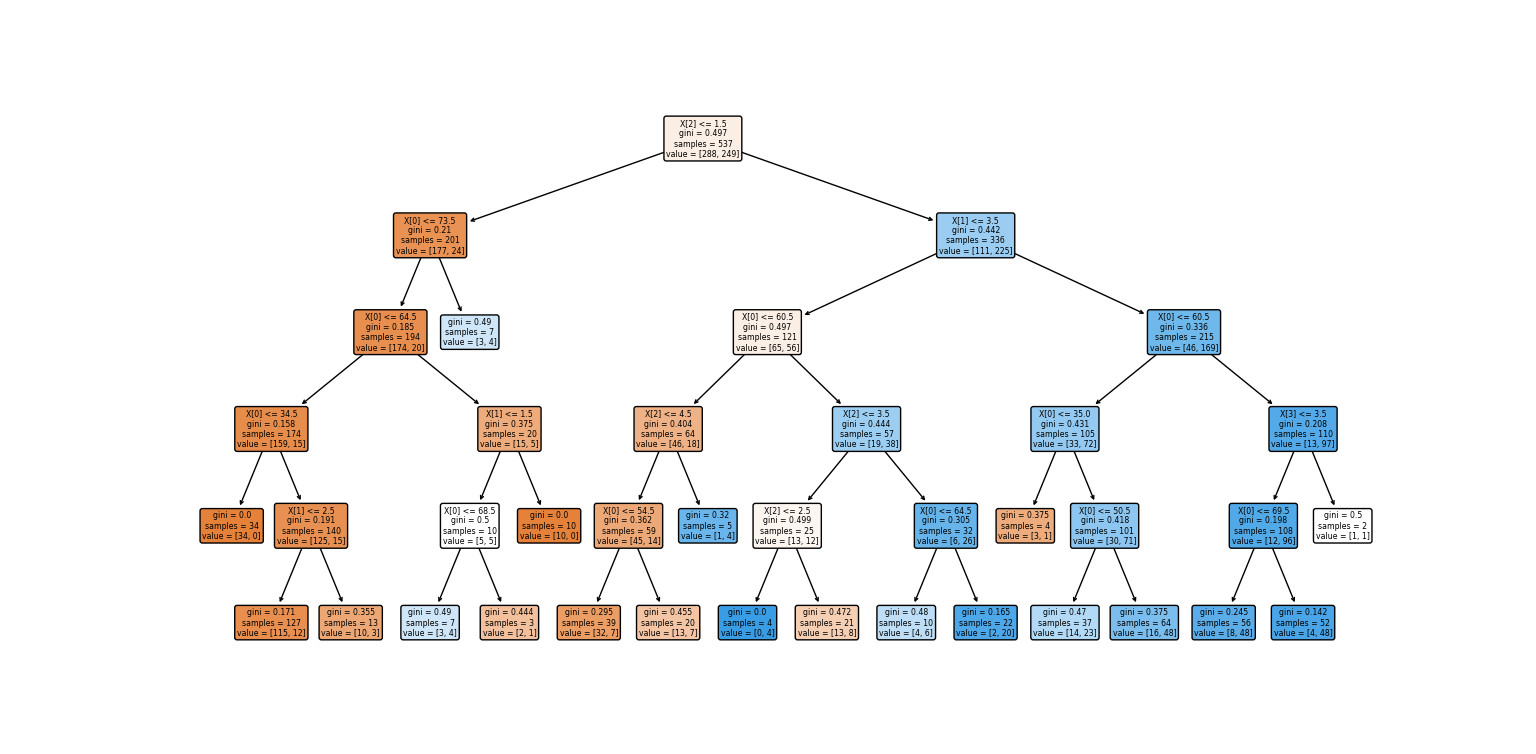 X[2] <= 1.5
gini = 0.497
samples = 537
value = [288, 249]
X[0] <= 73.5
gini = 0.21
samples = 201
value = [177, 24]
X[1] <= 3.5
gini = 0.442
samples = 336
value = [111, 225]
X[0] <= 64.5
gini = 0.185
samples = 194
value = [174, 20]
gini = 0.49
samples = 7
value = [3, 4]
X[0] <= 60.5
gini = 0.497
samples = 121
value = [65, 56]
X[0] <= 60.5
gini = 0.336
samples = 215
value = [46, 169]
X[0] <= 34.5
gini = 0.158
samples = 174
value = [159, 15]
X[1] <= 1.5
gini = 0.375
samples = 20
value = [15, 5]
X[2] <= 4.5
gini = 0.404
samples = 64
value = [46, 18]
X[2] <= 3.5
gini = 0.444
samples = 57
value = [19, 38]
X[0] <= 35.0
gini = 0.431
samples = 105
value = [33, 72]
X[3] <= 3.5
gini = 0.208
samples = 110
value = [13, 97]
gini = 0.0
samples = 34
value = [34, 0]
X[1] <= 2.5
gini = 0.191
samples = 140
value = [125, 15]
X[0] <= 68.5
gini = 0.5
samples = 10
value = [5, 5]
gini = 0.0
samples = 10
value = [10, 0]
X[0] <= 54.5
gini = 0.362
samples = 59
value = [45, 14]
gini = 0.32
samples = 5
value = [1, 4]
X[2] <= 2.5
gini = 0.499
samples = 25
value = [13, 12]
X[0] <= 64.5
gini = 0.305
samples = 32
value = [6, 26]
gini = 0.375
samples = 4
value = [3, 1]
X[0] <= 50.5
gini = 0.418
samples = 101
value = [30, 71]
X[0] <= 69.5
gini = 0.198
samples = 108
value = [12, 96]
gini = 0.5
samples = 2
value = [1, 1]
gini = 0.171
samples = 127
value = [115, 12]
gini = 0.355
samples = 13
value = [10, 3]
gini = 0.49
samples = 7
value = [3, 4]
gini = 0.444
samples = 3
value = [2, 1]
gini = 0.295
samples = 39
value = [32, 7]
gini = 0.455
samples = 20
value = [13, 7]
gini = 0.0
samples = 4
value = [0, 4]
gini = 0.472
samples = 21
value = [13, 8]
gini = 0.48
samples = 10
value = [4, 6]
gini = 0.165
samples = 22
value = [2, 20]
gini = 0.47
samples = 37
value = [14, 23]
gini = 0.375
samples = 64
value = [16, 48]
gini = 0.245
samples = 56
value = [8, 48]
gini = 0.142
samples = 52
value = [4, 48]